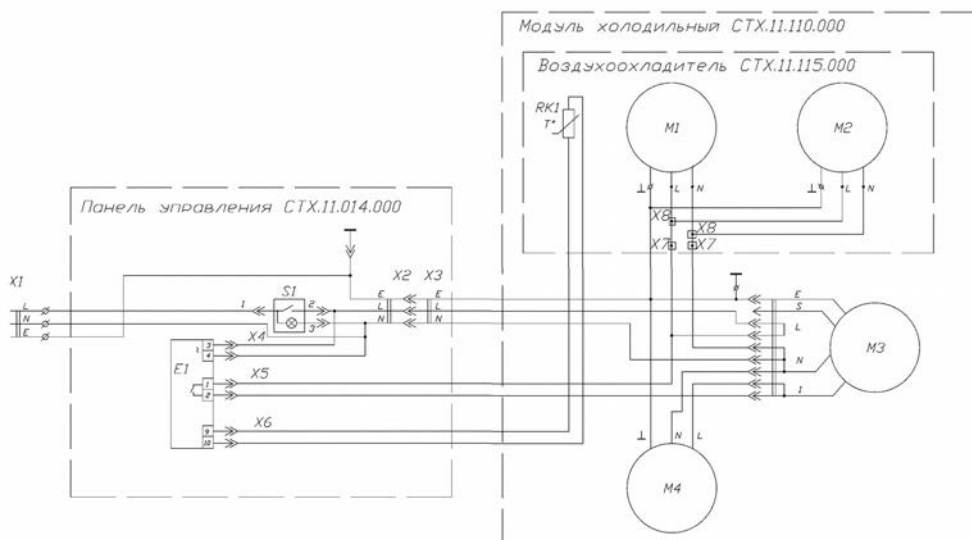 Модуль холодильный СТХ.11.110.000
Воздухоохладитель СТХ.11.115.000
RK1
T°
M1
M2
⊥ L N
⊥ L N
X8
X8
X7 X7
Панель управления СТХ.11.014.000
X1
L
N
E
1
S1
2
3
X2 X3
E
L
N
E
L
N
X4
3
4
E1
X5
1
2
X6
9
10
E
S
L
N
I
M3
⊥ N L
M4